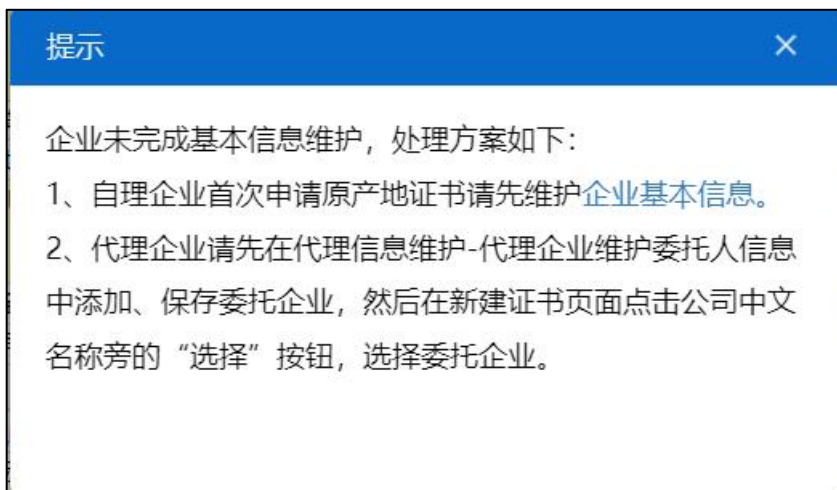 提示
企业未完成基本信息维护，处理方案如下：
1、自理企业首次申请原产地证书请先维护企业基本信息。
2、代理企业请先在代理信息维护-代理企业维护委托人信息
中添加、保存委托企业，然后在新建证书页面点击公司中文
名称旁的“选择”按钮，选择委托企业。